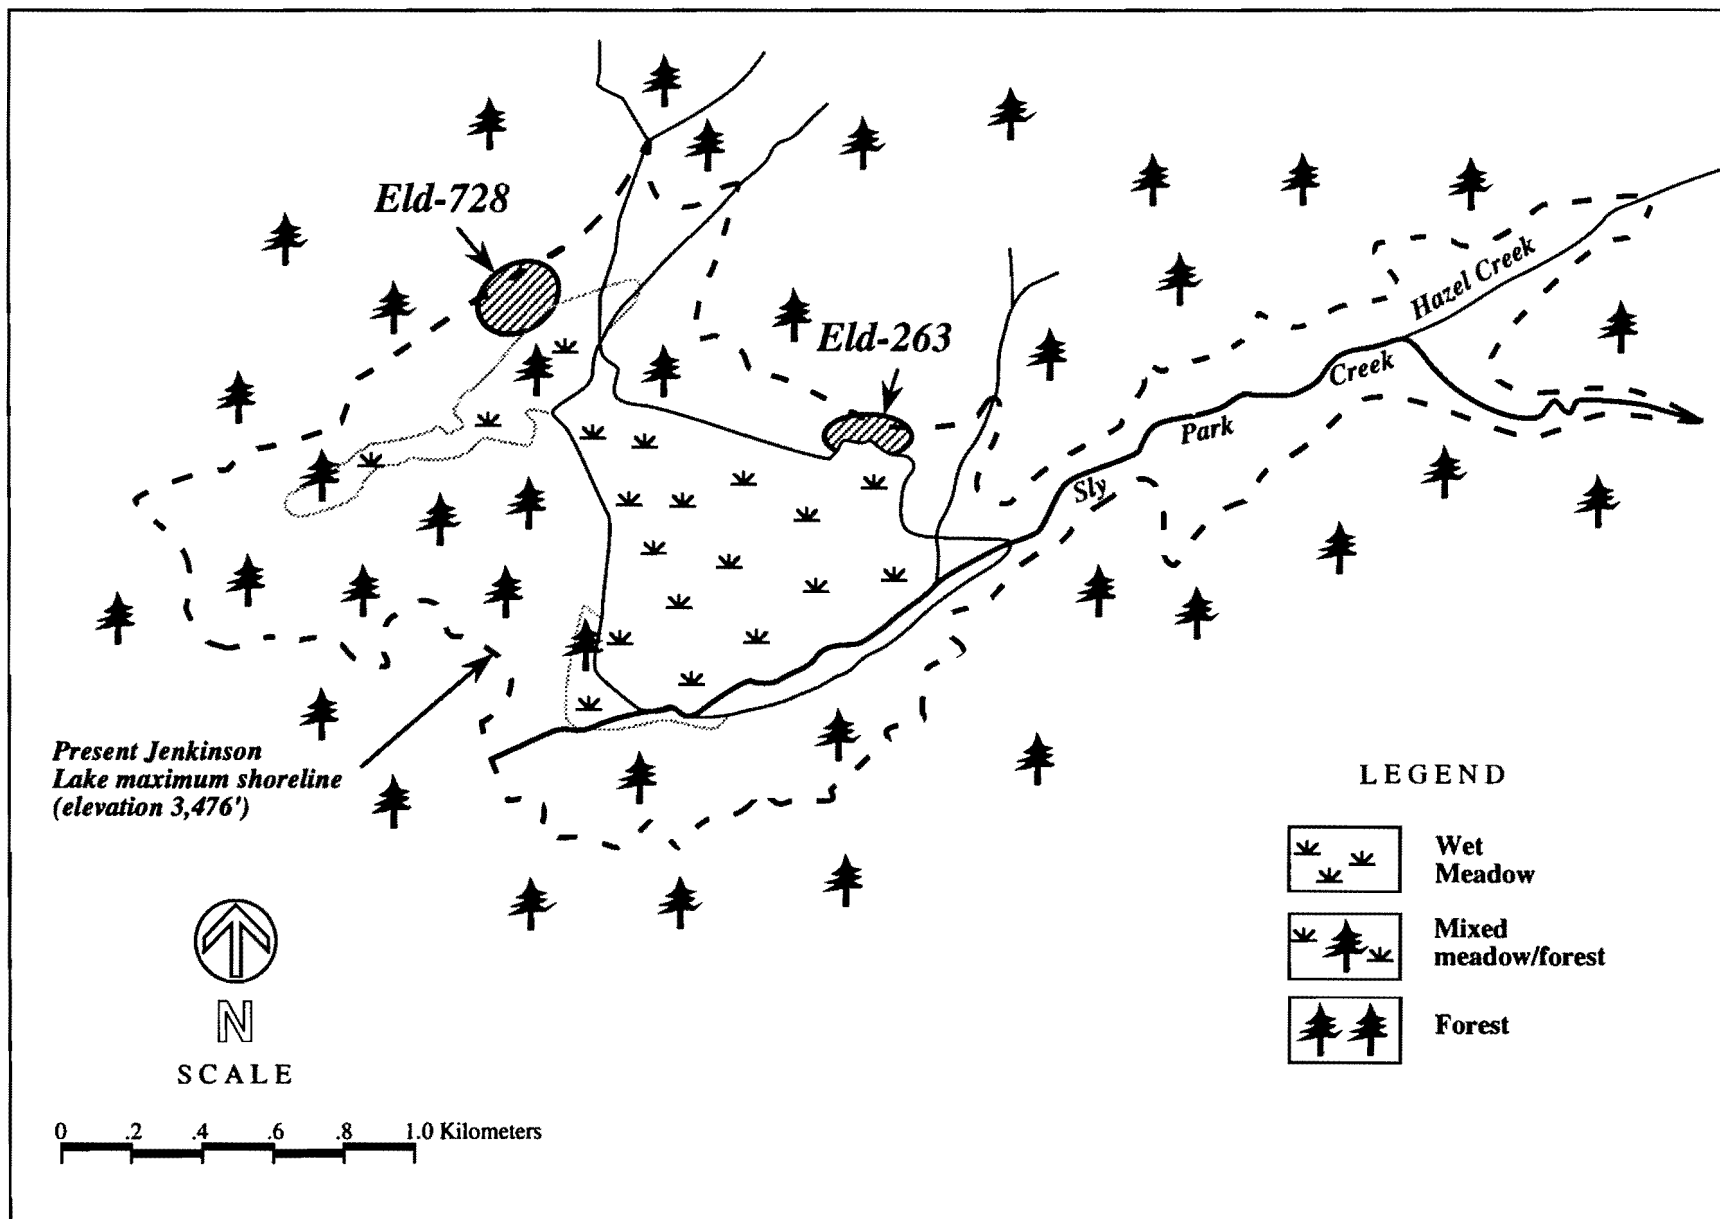 Eld-728
Eld-263
Hazel Creek
Creek
Park
Sly
Present Jenkinson
Lake maximum shoreline
(elevation 3,476')
LEGEND
Wet
Meadow
Mixed
meadow/forest
Forest
N
SCALE
0 .2 .4 .6 .8 1.0 Kilometers